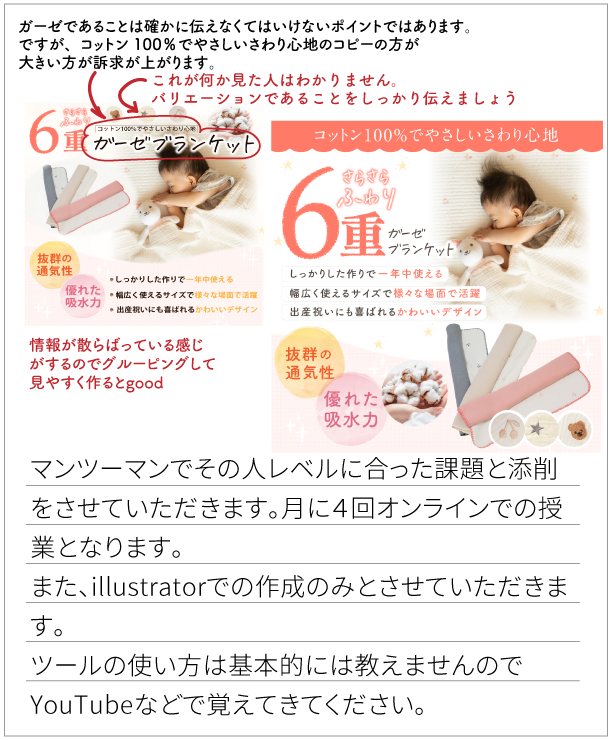 ガーゼであることは確かに伝えなくてはいけないポイントではあります。
ですが、コットン100%でやさしいさわり心地のコピーの方が
大きい方が訴求が上がります。
これが何か見た人はわかりません。
バリエーションであることをしっかり伝えましょう
さらさら
ふわり
6重
コットン100%でやさしいさわり心地
ガーゼブランケット
抜群の
通気性
優れた
吸水力
しっかりした作りで一年中使える
幅広く使えるサイズで様々な場面で活躍
出産祝いにも喜ばれるかわいいデザイン
情報が散らばっている感じ
がするのでグルーピングして
見やすく作るとgood
コットン100%でやさしいさわり心地
さらさら
ふわり
6重
ガーゼ
ブランケット
しっかりした作りで一年中使える
幅広く使えるサイズで様々な場面で活躍
出産祝いにも喜ばれるかわいいデザイン
抜群の
通気性
優れた
吸水力
マンツーマンでその人レベルに合った課題と添削
をさせていただきます。月に４回オンラインでの授
業となります。
また、illustratorでの作成のみとさせていただきま
す。
ツールの使い方は基本的には教えませんので
YouTubeなどで覚えてきてください。